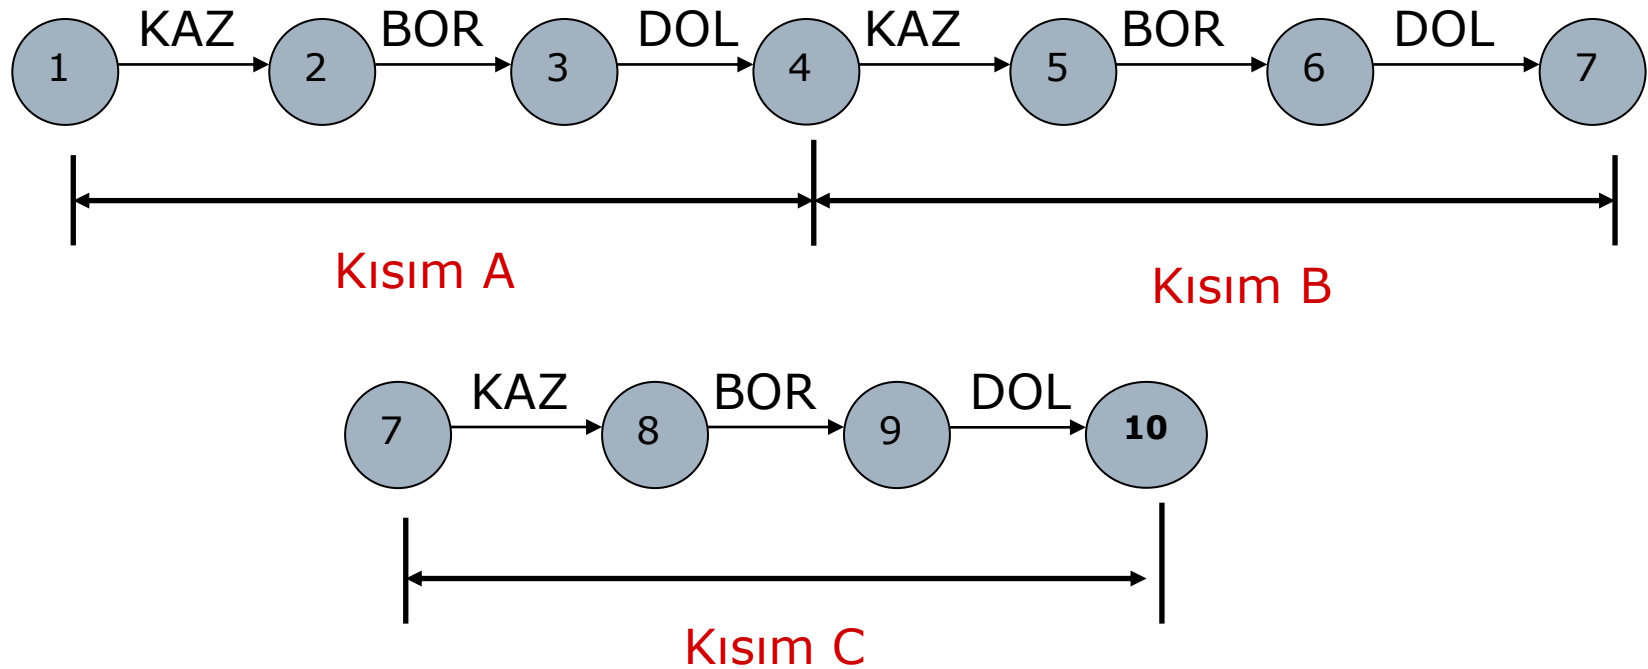 KAZ BOR DOL KAZ BOR DOL
1 2 3 4 5 6 7
Kısım A Kısım B
KAZ BOR DOL
7 8 9 10
Kısım C